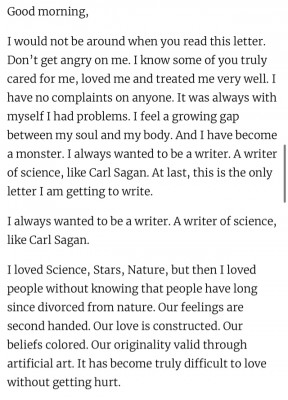 Good morning,
I would not be around when you read this letter.
Don't get angry on me. I know some of you truly
cared for me, loved me and treated me very well. I
have no complaints on anyone. It was always with
myself I had problems. I feel a growing gap
between my soul and my body. And I have become
a monster. I always wanted to be a writer. A writer
of science, like Carl Sagan. At last, this is the only
letter I am getting to write.
I always wanted to be a writer. A writer of science,
like Carl Sagan.
I loved Science, Stars, Nature, but then I loved
people without knowing that people have long
since divorced from nature. Our feelings are
second handed. Our love is constructed. Our
beliefs colored. Our originality valid through
artificial art. It has become truly difficult to love
without getting hurt.